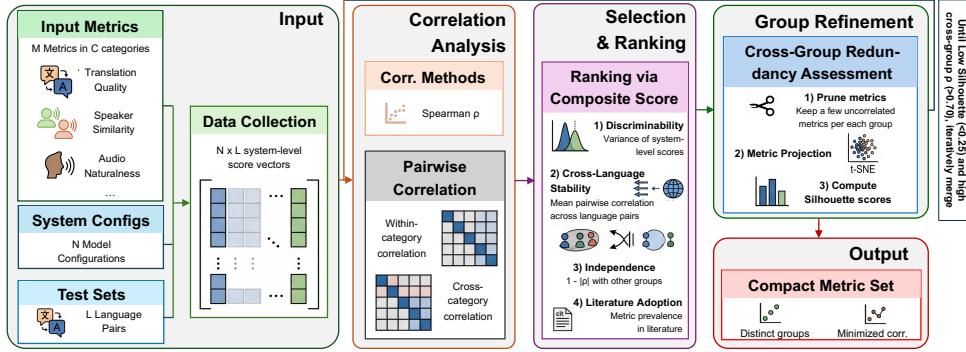 Input
Input Metrics
M Metrics in C categories
Translation
Quality
Speaker
Similarity
Audio
Naturalness
...
System Configs
N Model
Configurations
Test Sets
L Language
Pairs
Data Collection
N x L system-level
score vectors
Correlation
Analysis
Corr. Methods
Spearman ρ
Pairwise
Correlation
Within-
category
correlation
Cross-
category
correlation
Selection
& Ranking
Ranking via
Composite Score
1) Discriminability
Variance of system-
level scores
2) Cross-Language
Stability
Mean pairwise correlation
across language pairs
3) Independence
1 - |ρ| with other groups
4) Literature Adoption
Metric prevalence
in literature
cit
Group Refinement
Cross-Group Redun-
dancy Assessment
1) Prune metrics
Keep a few uncorrelated
metrics per each group
2) Metric Projection
t-SNE
3) Compute
Silhouette scores
Until Low Silhouette (<0.25) and high
cross-group ρ (>0.70), iteratively merge
Output
Compact Metric Set
Distinct groups
Minimized corr.